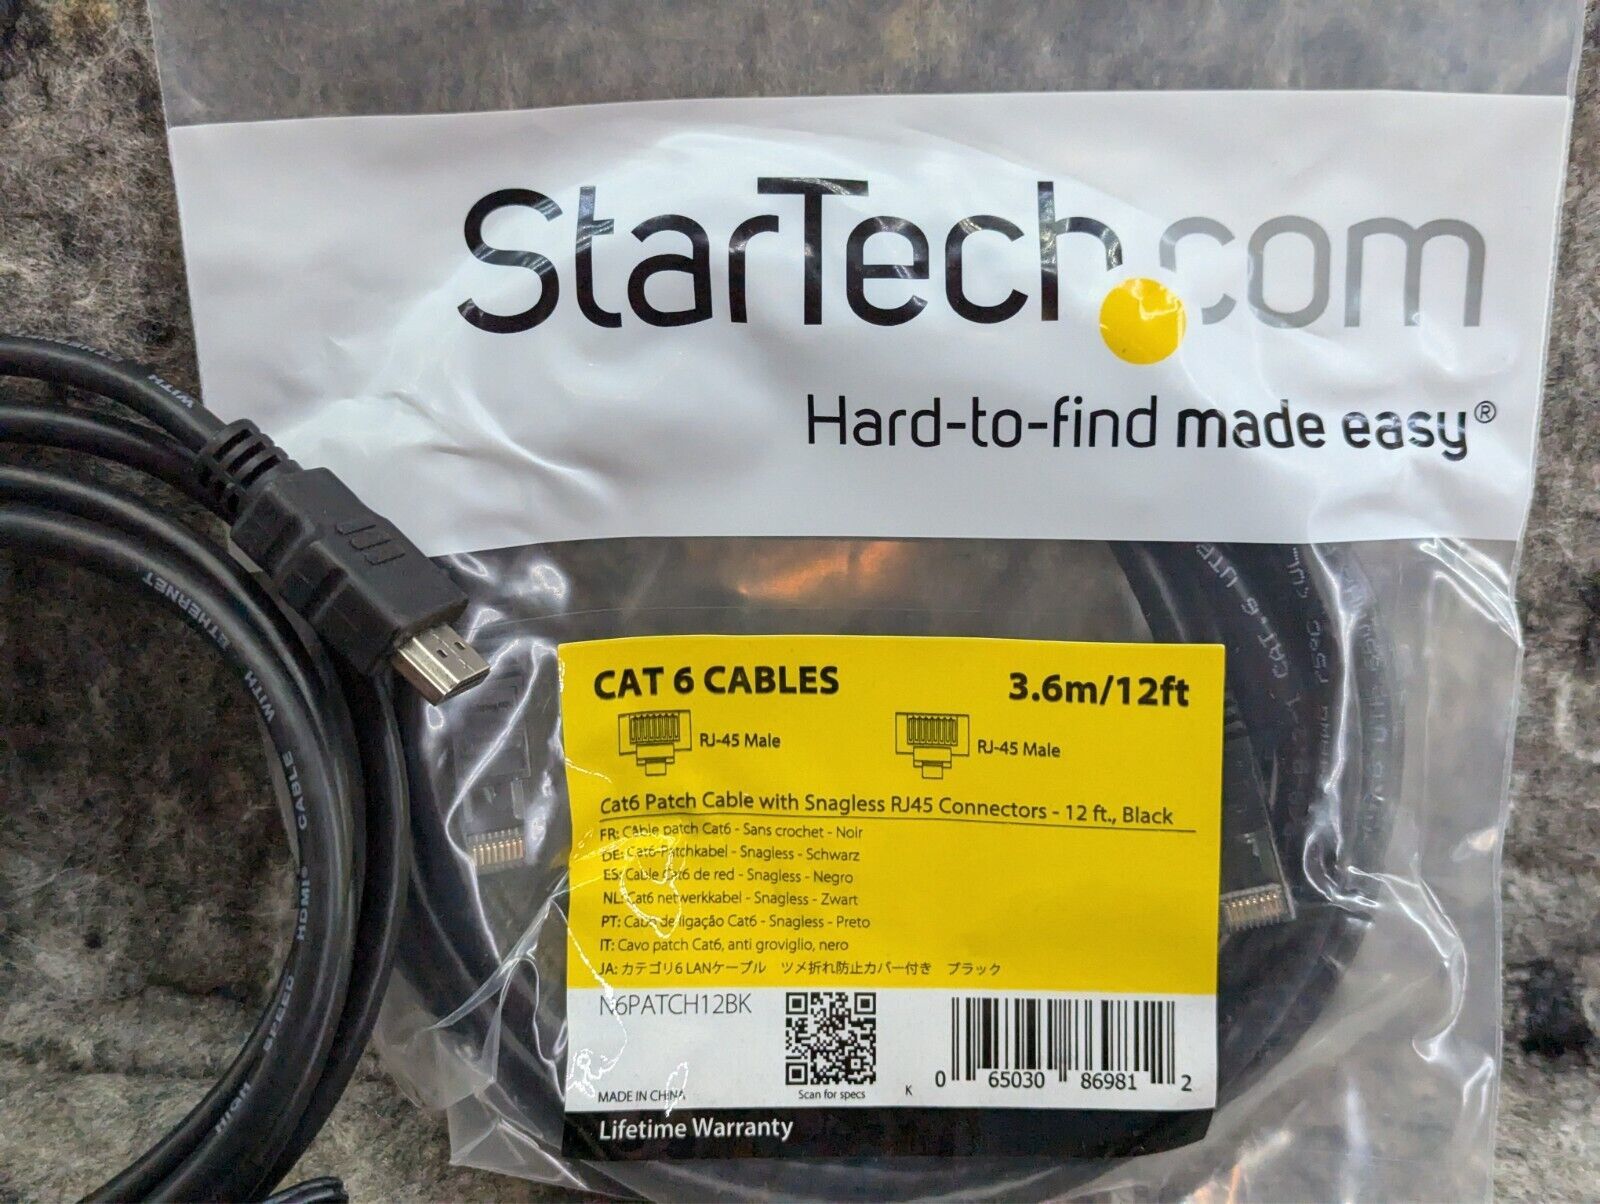 StarTech.com
Hard-to-find made easy®
WITH
ETHERNET
WITH
CABLE
HDMI®
SPEED
HIGH
CAT.6 UTP
75°C
CAT 6 CABLES 3.6m/12ft
RJ-45 Male RJ-45 Male
Cat6 Patch Cable with Snagless RJ45 Connectors - 12 ft., Black
FR: Câble patch Cat6 - Sans crochet - Noir
DE: Cat6-Patchkabel - Snagless - Schwarz
ES: Cable Cat6 de red - Snagless - Negro
NL: Cat6 netwerkkabel - Snagless - Zwart
PT: Cabo de ligação Cat6 - Snagless - Preto
IT: Cavo patch Cat6, anti groviglio, nero
JA: カテゴリ6 LANケーブル ツメ折れ防止カバー付き ブラック
N6PATCH12BK
MADE IN CHINA
Scan for specs
K
0 65030 86981 2
Lifetime Warranty